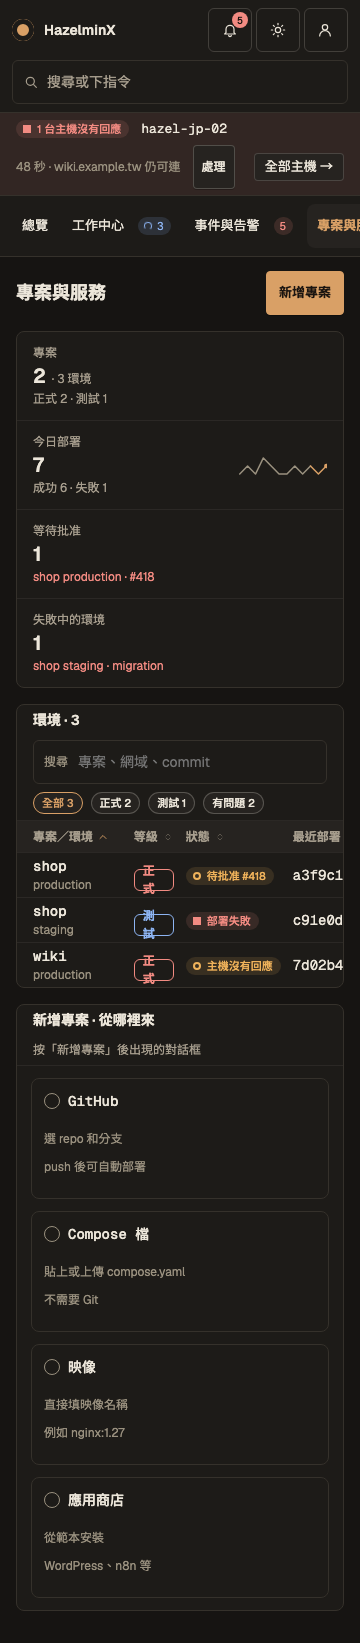 HazelminX
5
搜尋或下指令
1 台主機沒有回應 hazel-jp-02
48 秒 · wiki.example.tw 仍可連 處理 全部主機 →
總覽 工作中心 3 事件與告警 5 專案與
專案與服務 新增專案
專案
2 · 3 環境
正式 2 · 測試 1
今日部署
7
成功 6 · 失敗 1
等待批准
1
shop production · #418
失敗中的環境
1
shop staging · migration
環境 · 3
搜尋 專案、網域、commit
全部 3 正式 2 測試 1 有問題 2
專案／環境 等級 狀態 最近部署
shop 正式 待批准 #418 a3f9c1
production
shop 測試 部署失敗 c91e0d
staging
wiki 正式 主機沒有回應 7d02b4
production
新增專案 · 從哪裡來
按「新增專案」後出現的對話框
GitHub
選 repo 和分支
push 後可自動部署
Compose 檔
貼上或上傳 compose.yaml
不需要 Git
映像
直接填映像名稱
例如 nginx:1.27
應用商店
從範本安裝
WordPress、n8n 等